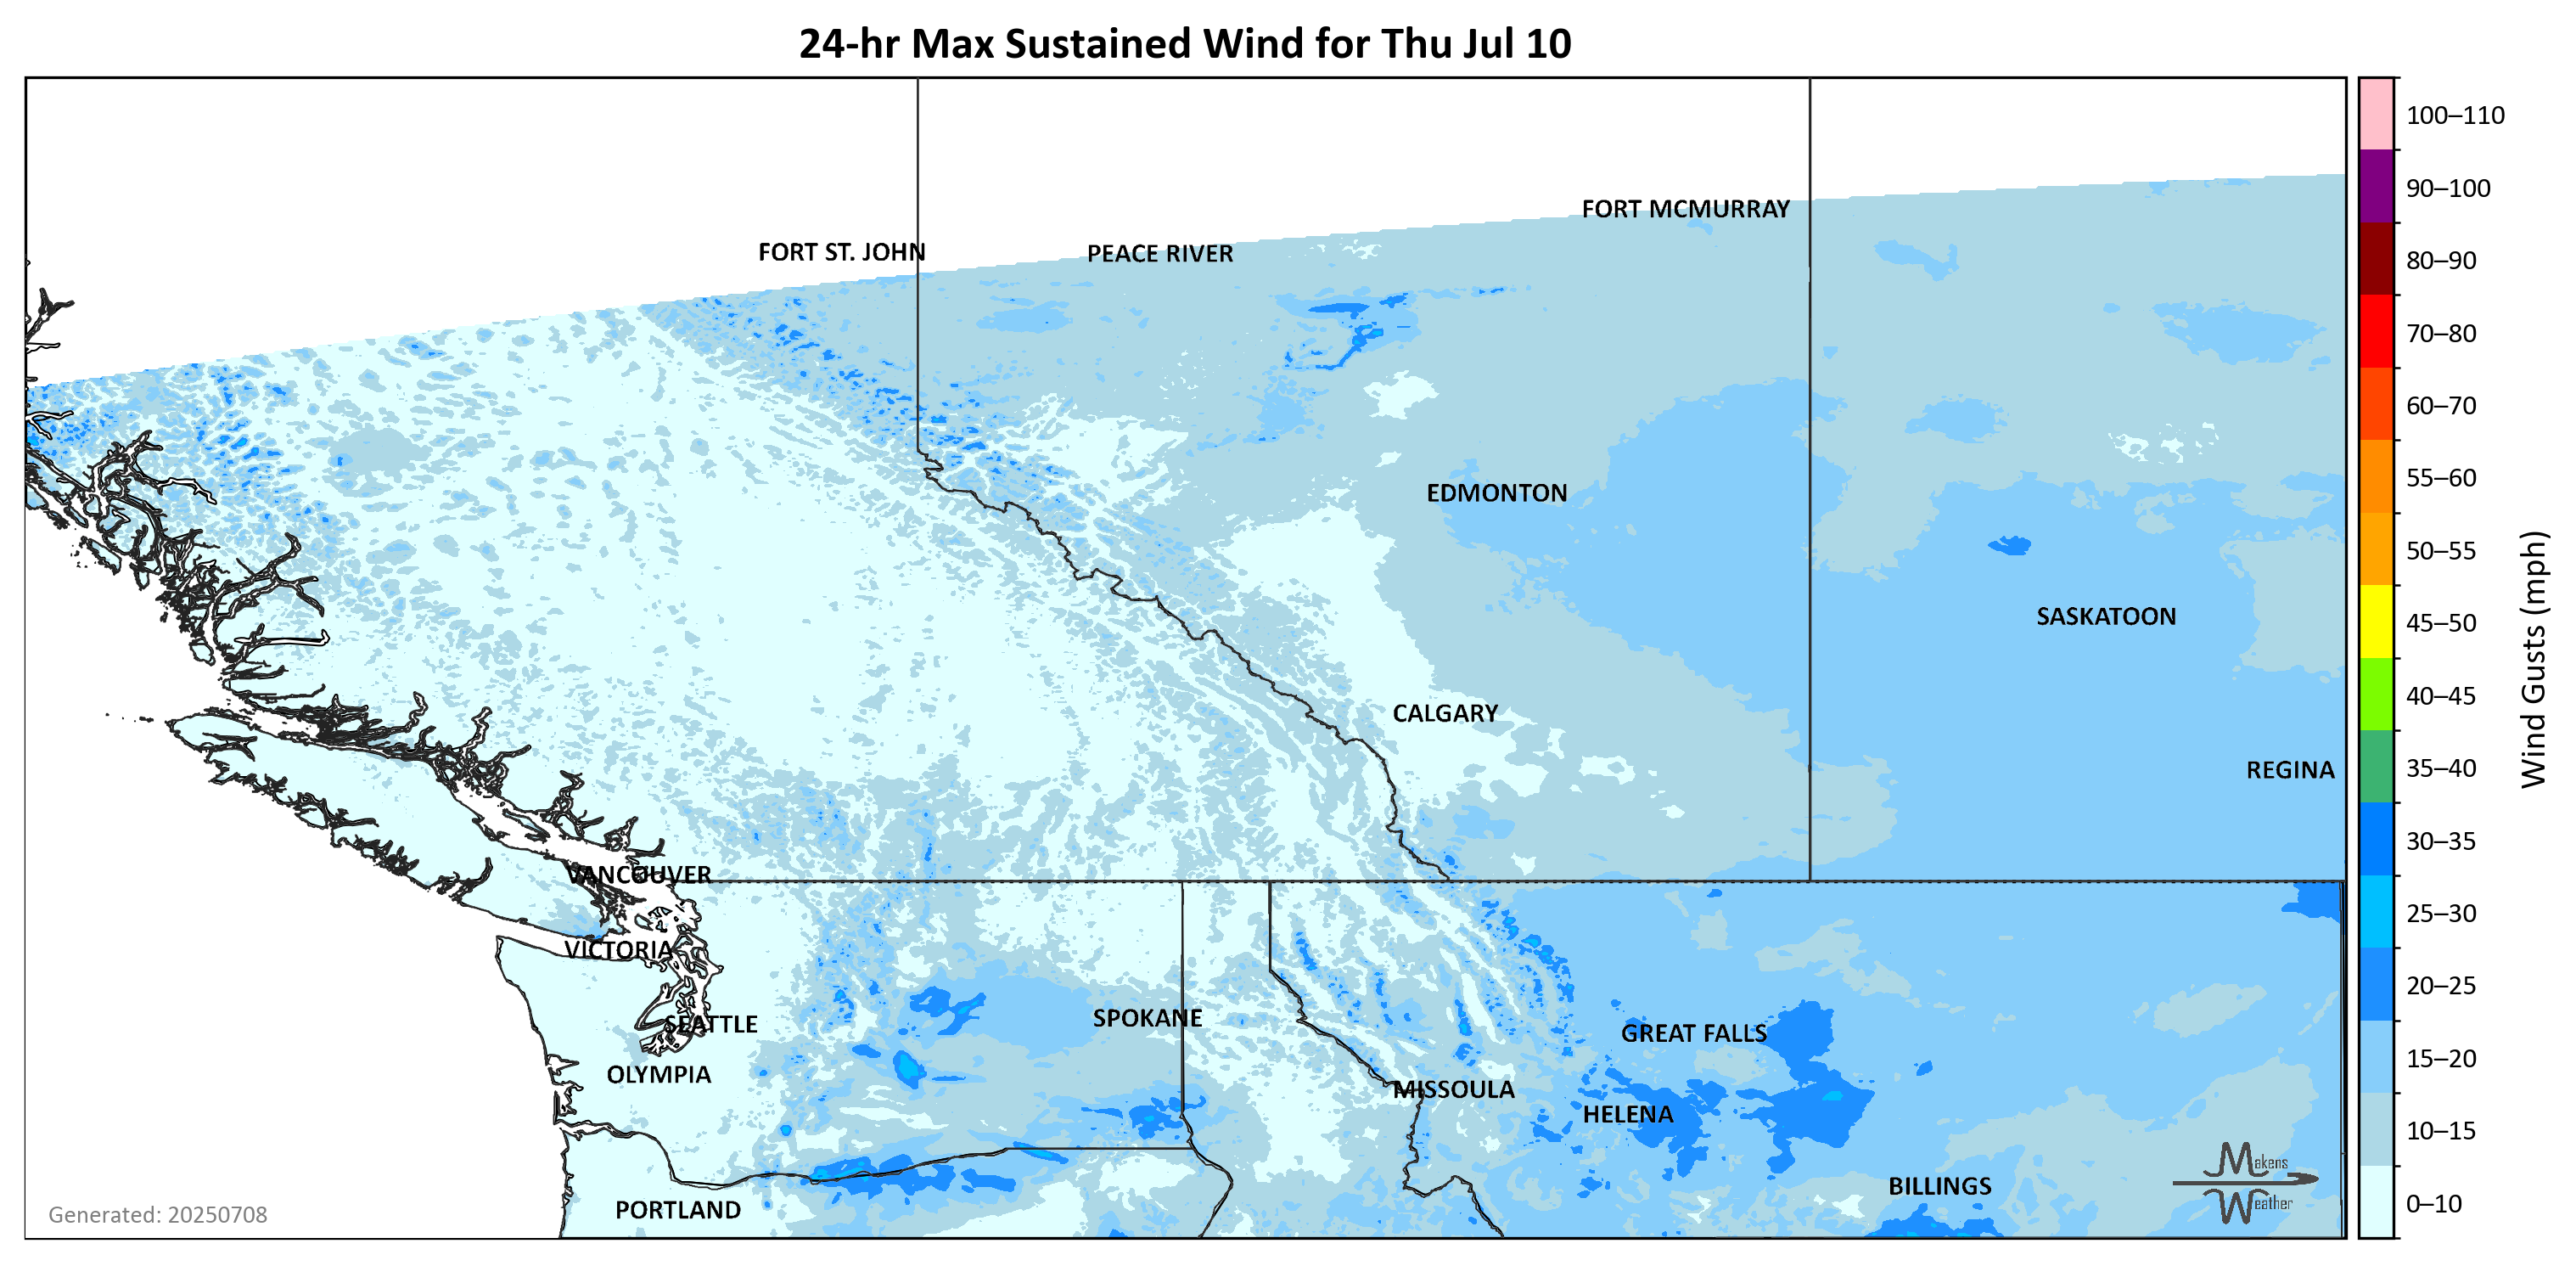 24-hr Max Sustained Wind for Thu Jul 10
100–110
90–100
80–90
70–80
60–70
55–60
50–55
45–50
40–45
35–40
30–35
25–30
20–25
15–20
10–15
0–10
Wind Gusts (mph)
FORT MCMURRAY
FORT ST. JOHN
PEACE RIVER
EDMONTON
SASKATOON
CALGARY
REGINA
VANCOUVER
VICTORIA
SPOKANE
SEATTLE
GREAT FALLS
OLYMPIA
MISSOULA
HELENA
BILLINGS
PORTLAND
Makens
Weather
Generated: 20250708